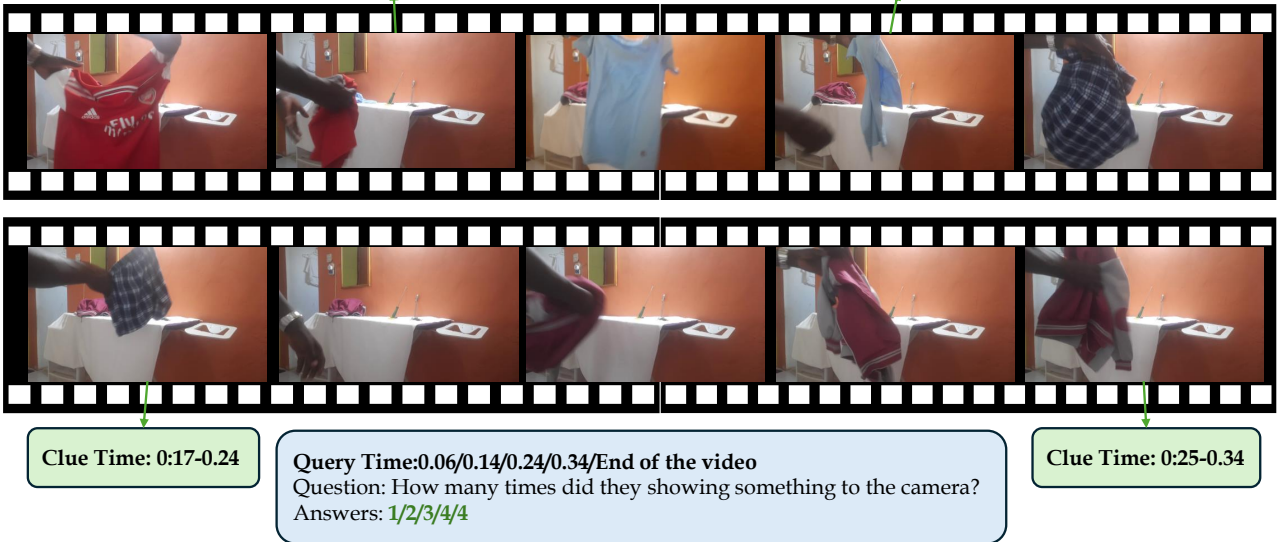 FLY
Clue Time: 0:17-0.24
Query Time:0.06/0.14/0.24/0.34/End of the video
Question: How many times did they showing something to the camera?
Answers: 1/2/3/4/4
Clue Time: 0:25-0.34